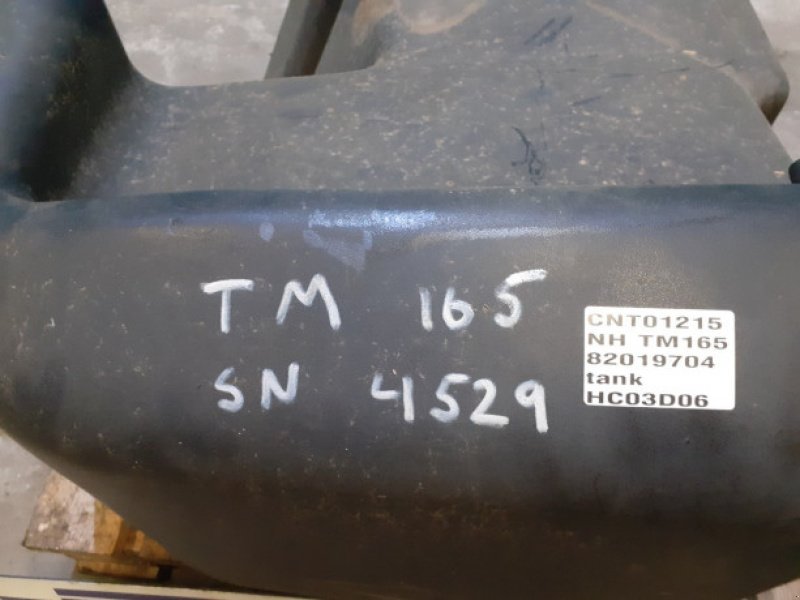 TM 165
SN 4529
CNT01215
NH TM165
82019704
tank
HC03D06